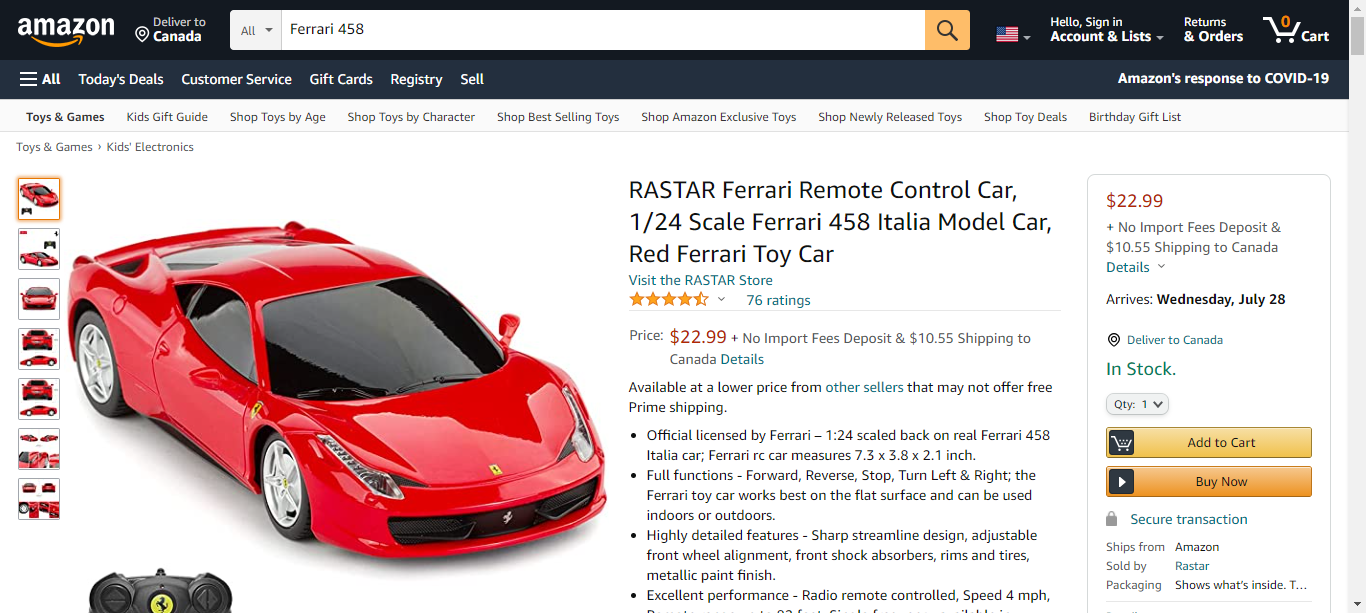 amazon
Deliver to
Canada
All
Ferrari 458
Hello, Sign in
Account & Lists
Returns
& Orders
0
Cart
All
Today's Deals
Customer Service
Gift Cards
Registry
Sell
Amazon's response to COVID-19
Toys & Games
Kids Gift Guide
Shop Toys by Age
Shop Toys by Character
Shop Best Selling Toys
Shop Amazon Exclusive Toys
Shop Newly Released Toys
Shop Toy Deals
Birthday Gift List
Toys & Games › Kids' Electronics
RASTAR Ferrari Remote Control Car,
1/24 Scale Ferrari 458 Italia Model Car,
Red Ferrari Toy Car
Visit the RASTAR Store
76 ratings
Price: $22.99 + No Import Fees Deposit & $10.55 Shipping to
Canada Details
Available at a lower price from other sellers that may not offer free
Prime shipping.
• Official licensed by Ferrari – 1:24 scaled back on real Ferrari 458
Italia car; Ferrari rc car measures 7.3 x 3.8 x 2.1 inch.
• Full functions - Forward, Reverse, Stop, Turn Left & Right; the
Ferrari toy car works best on the flat surface and can be used
indoors or outdoors.
• Highly detailed features - Sharp streamline design, adjustable
front wheel alignment, front shock absorbers, rims and tires,
metallic paint finish.
• Excellent performance - Radio remote controlled, Speed 4 mph,
$22.99
+ No Import Fees Deposit &
$10.55 Shipping to Canada
Details
Arrives: Wednesday, July 28
Deliver to Canada
In Stock.
Qty: 1
Add to Cart
Buy Now
Secure transaction
Ships from Amazon
Sold by Rastar
Packaging Shows what's inside. T...